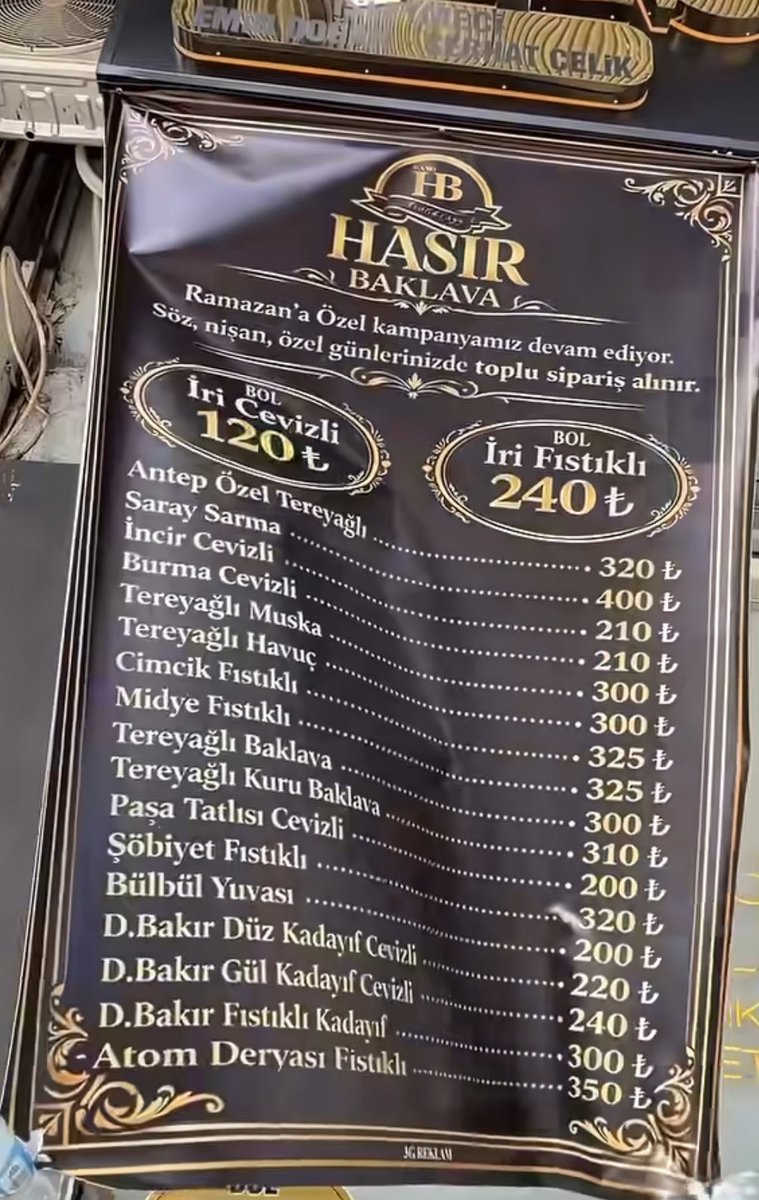 SERHAT ÇELİK
HB
HASIR
BAKLAVA
Ramazan'a Özel kampanyamız devam ediyor.
Söz, nişan, özel günlerinizde toplu sipariş alınır.
BOL
İri Cevizli
120 ₺
BOL
İri Fıstıklı
240 ₺
Antep Özel Tereyağlı 320 ₺
Saray Sarma 400 ₺
İncir Cevizli 210 ₺
Burma Cevizli 210 ₺
Tereyağlı Muska 300 ₺
Tereyağlı Havuç 300 ₺
Cimcik Fıstıklı 325 ₺
Midye Fıstıklı 325 ₺
Tereyağlı Baklava 300 ₺
Tereyağlı Kuru Baklava 310 ₺
Paşa Tatlısı Cevizli 200 ₺
Şöbiyet Fıstıklı 320 ₺
Bülbül Yuvası 200 ₺
D.Bakır Düz Kadayıf Cevizli 220 ₺
D.Bakır Gül Kadayıf Cevizli 240 ₺
D.Bakır Fıstıklı Kadayıf 300 ₺
Atom Deryası Fıstıklı 350 ₺
3G REKLAM
BOL